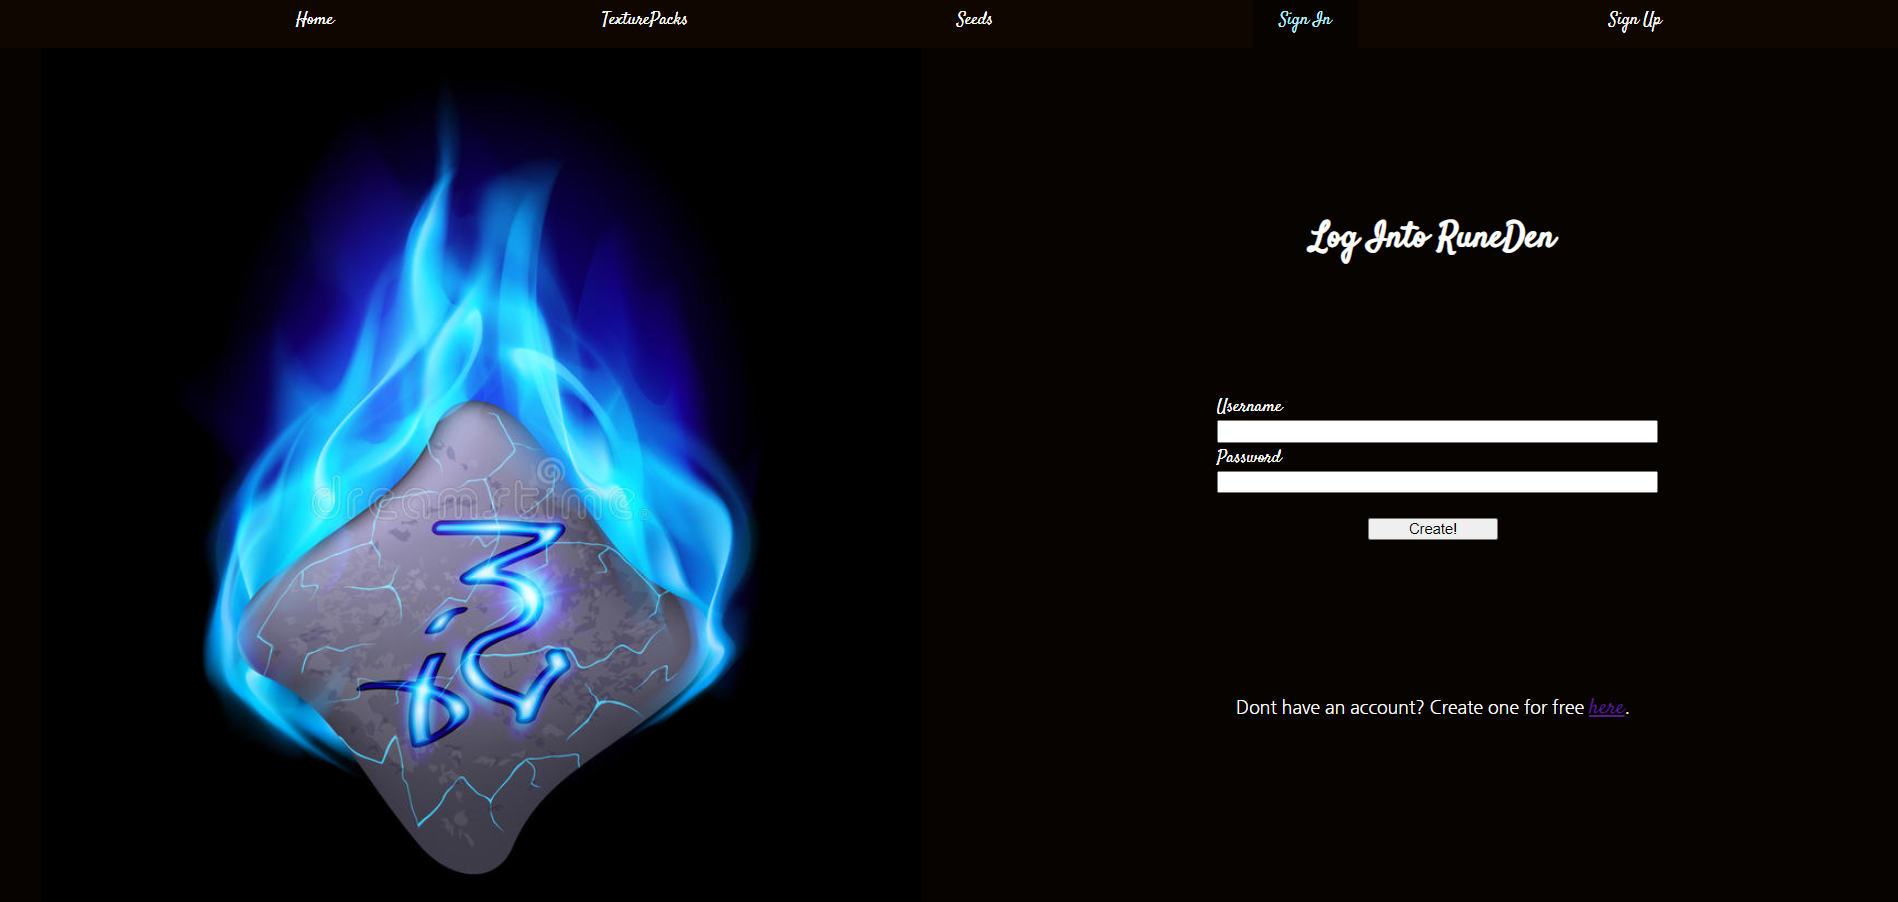 Home
TexturePacks
Seeds
Sign In
Sign Up
Log Into RuneDen
Username
Password
Create!
Dont have an account? Create one for free here.
dreamstime